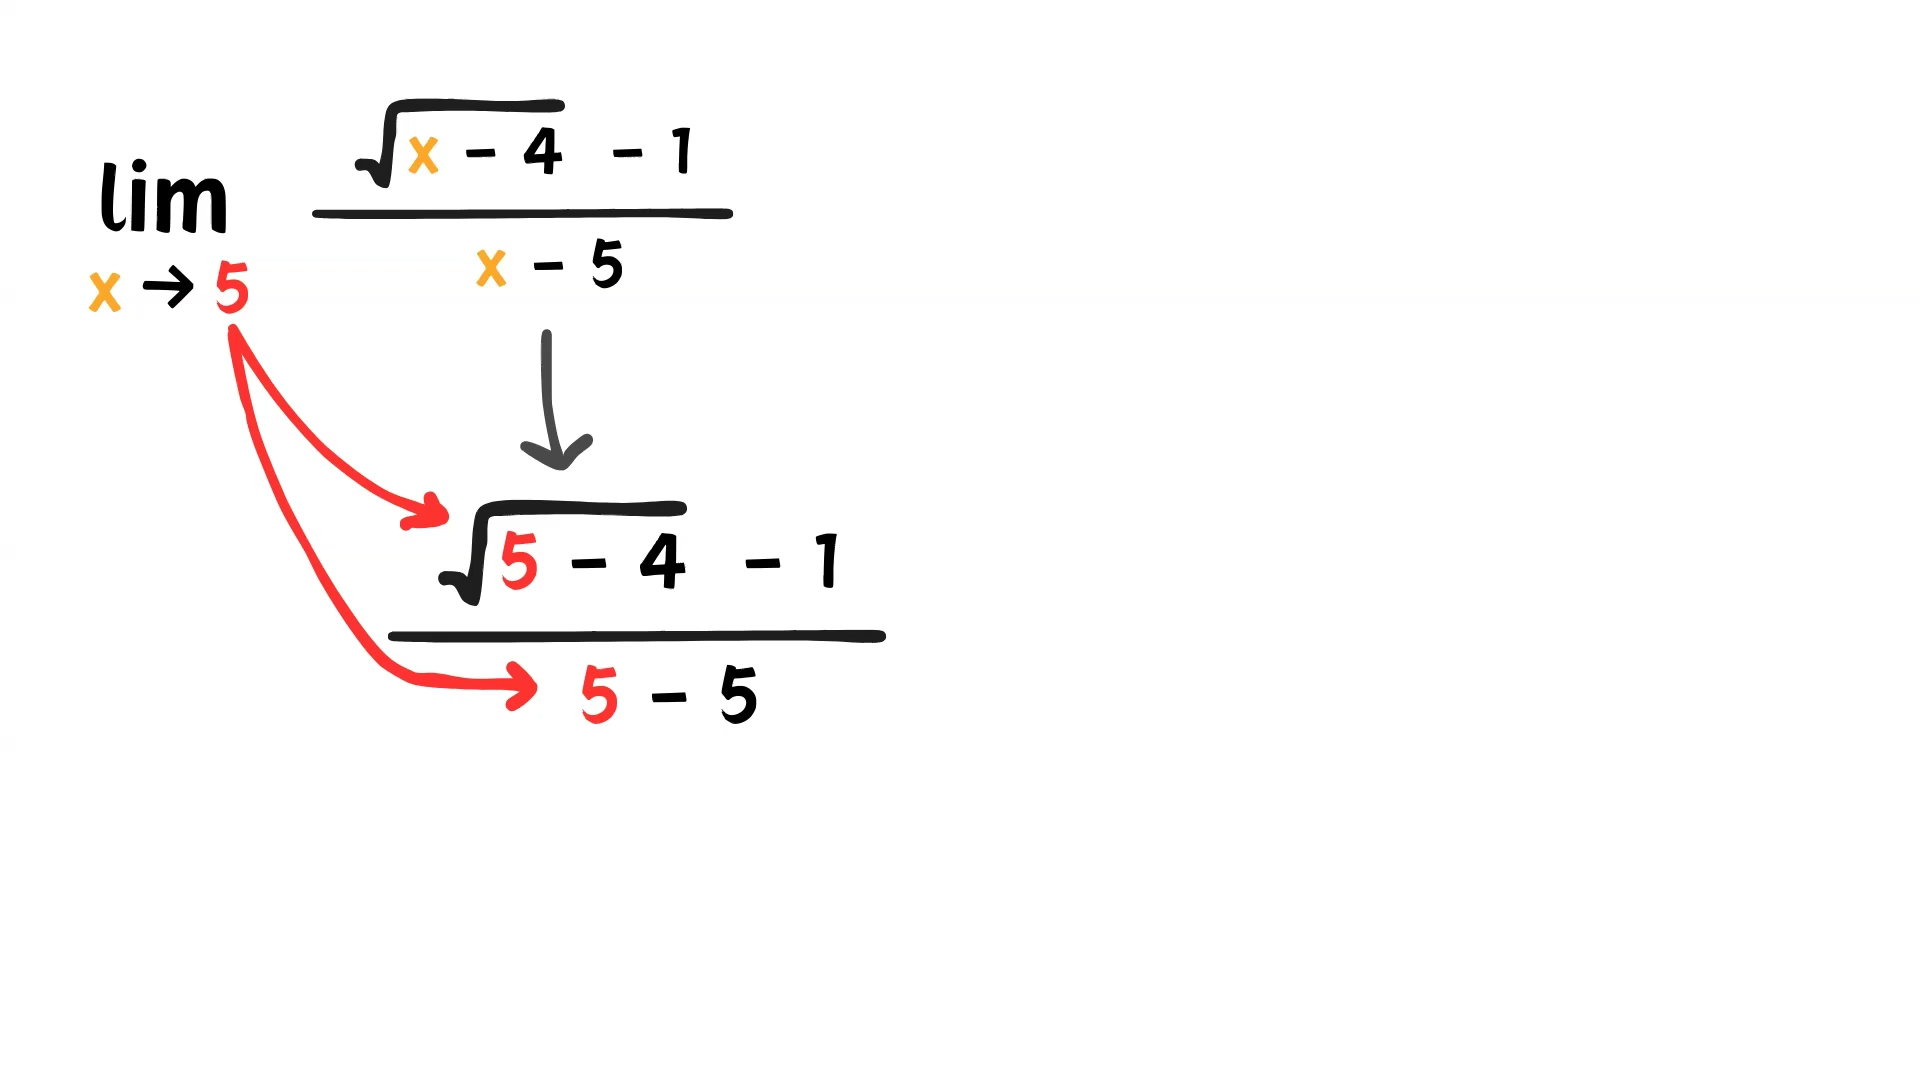 √x - 4 - 1
lim
x - 5
x → 5
√5 - 4 - 1
5 - 5